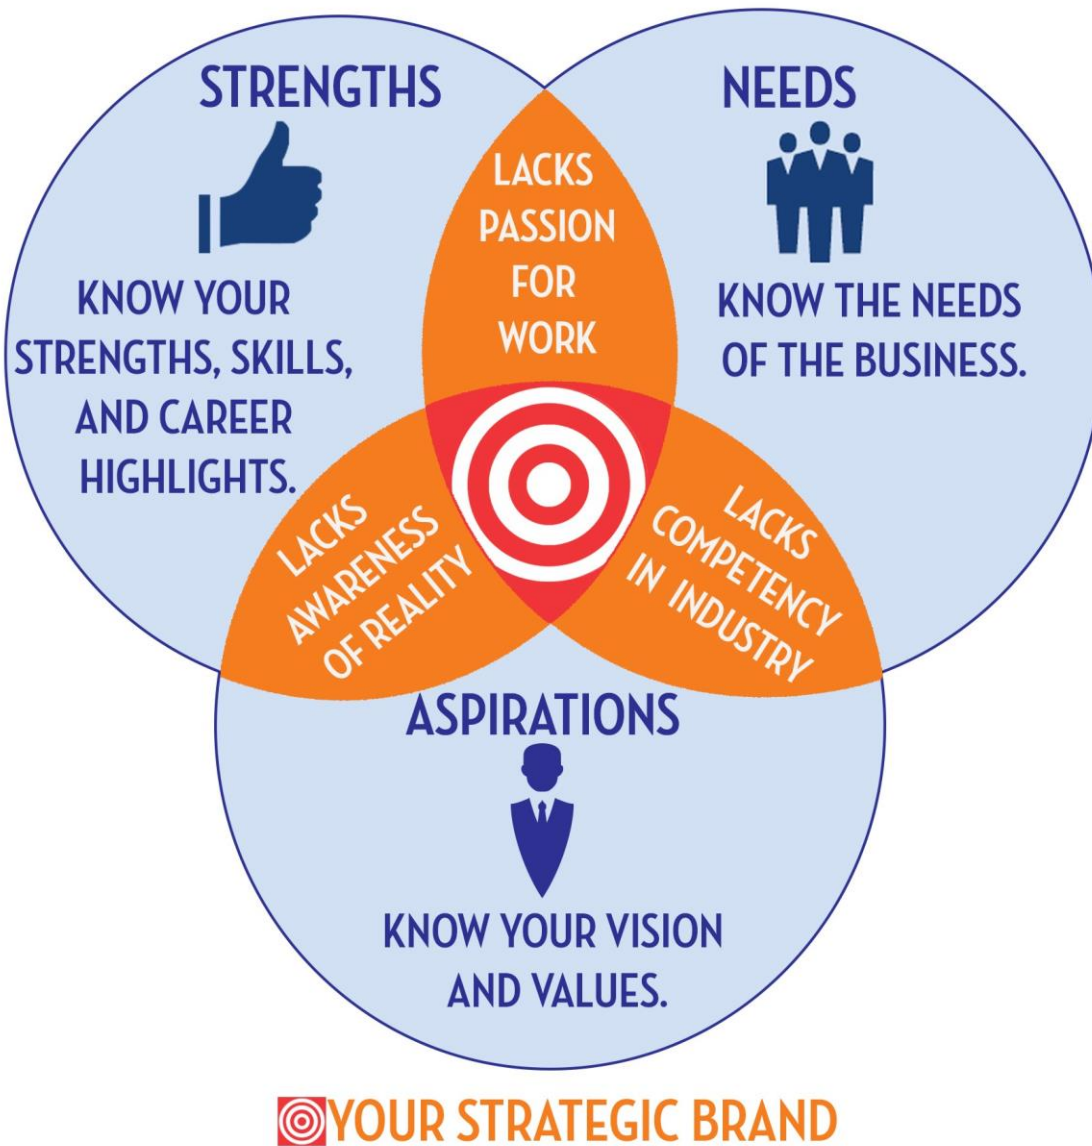 STRENGTHS
KNOW YOUR
STRENGTHS, SKILLS,
AND CAREER
HIGHLIGHTS.
LACKS
PASSION
FOR
WORK
NEEDS
KNOW THE NEEDS
OF THE BUSINESS.
LACKS
AWARENESS
OF REALITY
LACKS
COMPETENCY
IN INDUSTRY
ASPIRATIONS
KNOW YOUR VISION
AND VALUES.
YOUR STRATEGIC BRAND